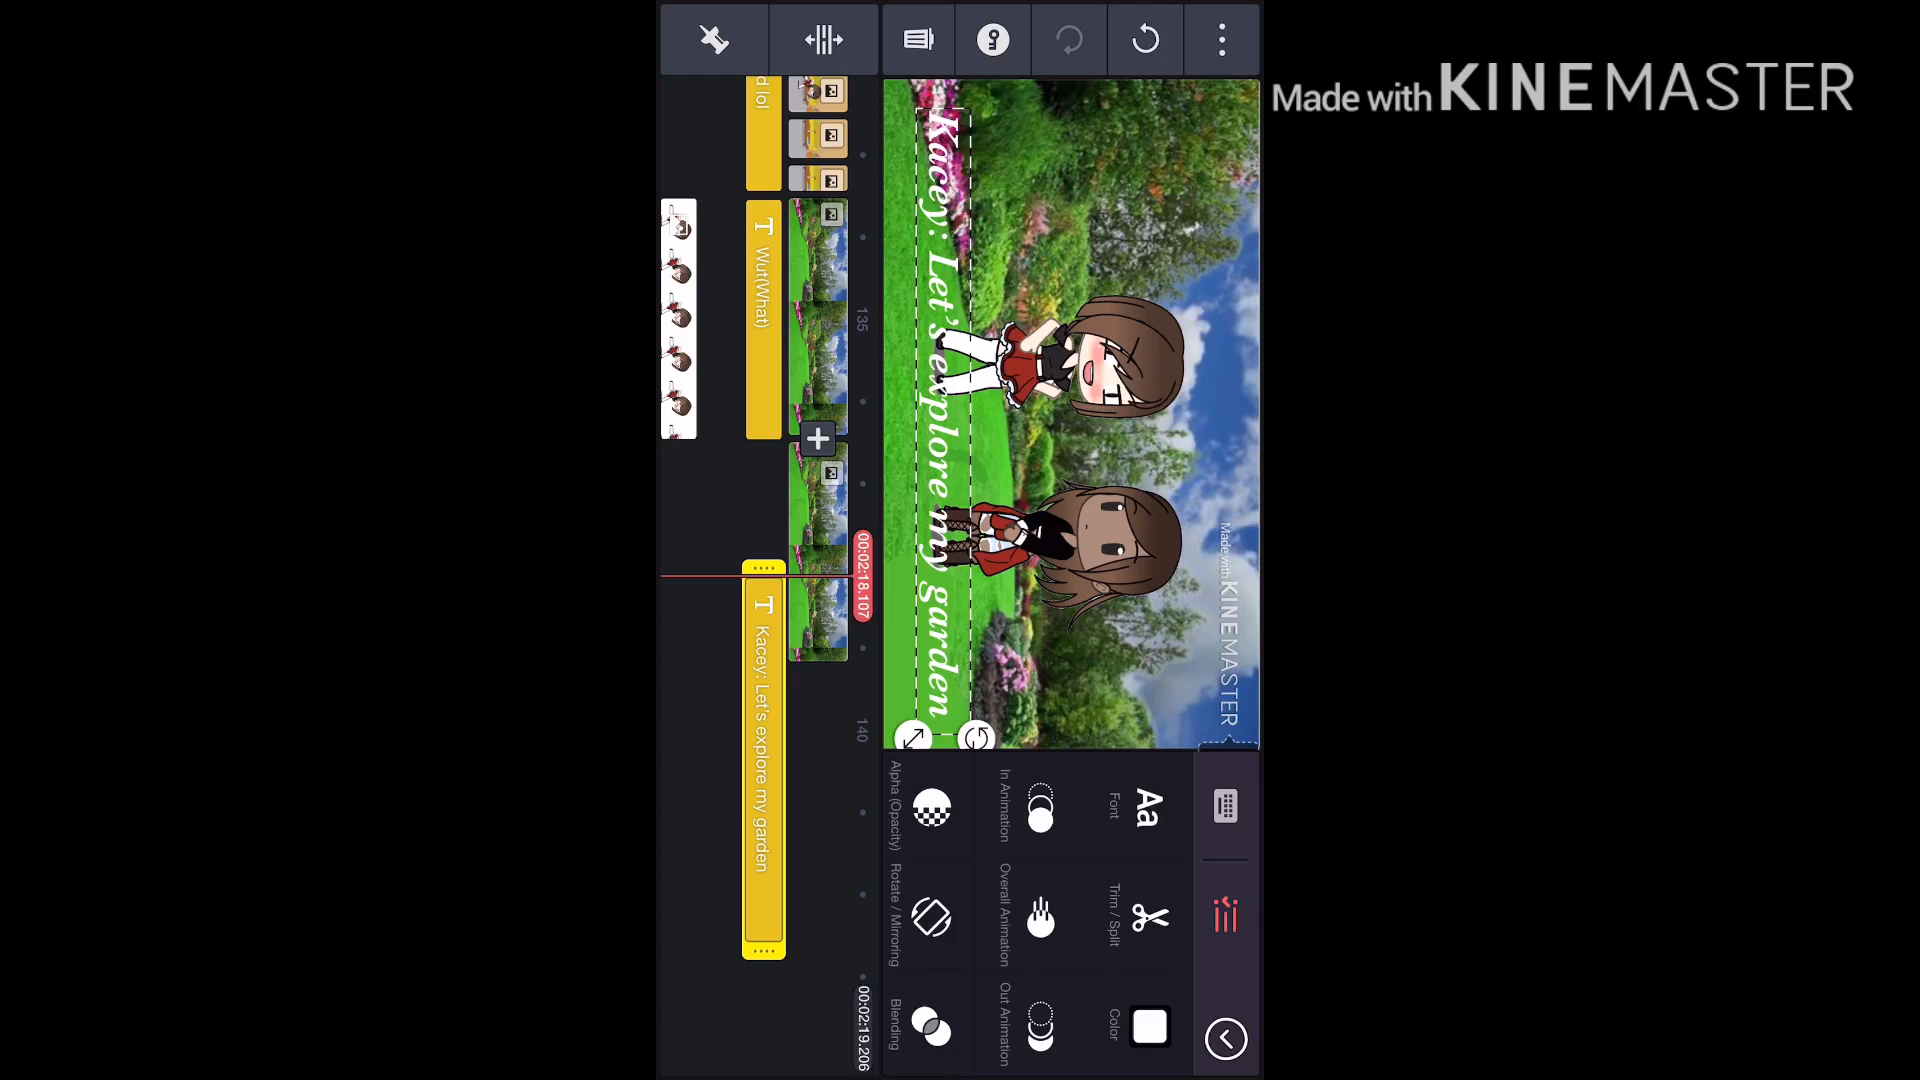 Made with KINEMASTER
Made with KINEMASTER
Kacey: Let's explore my garden
Font
Trim / Split
Color
In Animation
Overall Animation
Out Animation
Alpha (Opacity)
Rotate / Mirroring
Blending
135
00:02:18.107
140
00:02:19.206
d lol
T Wut(What)
T Kacey: Let's explore my garden
Aa